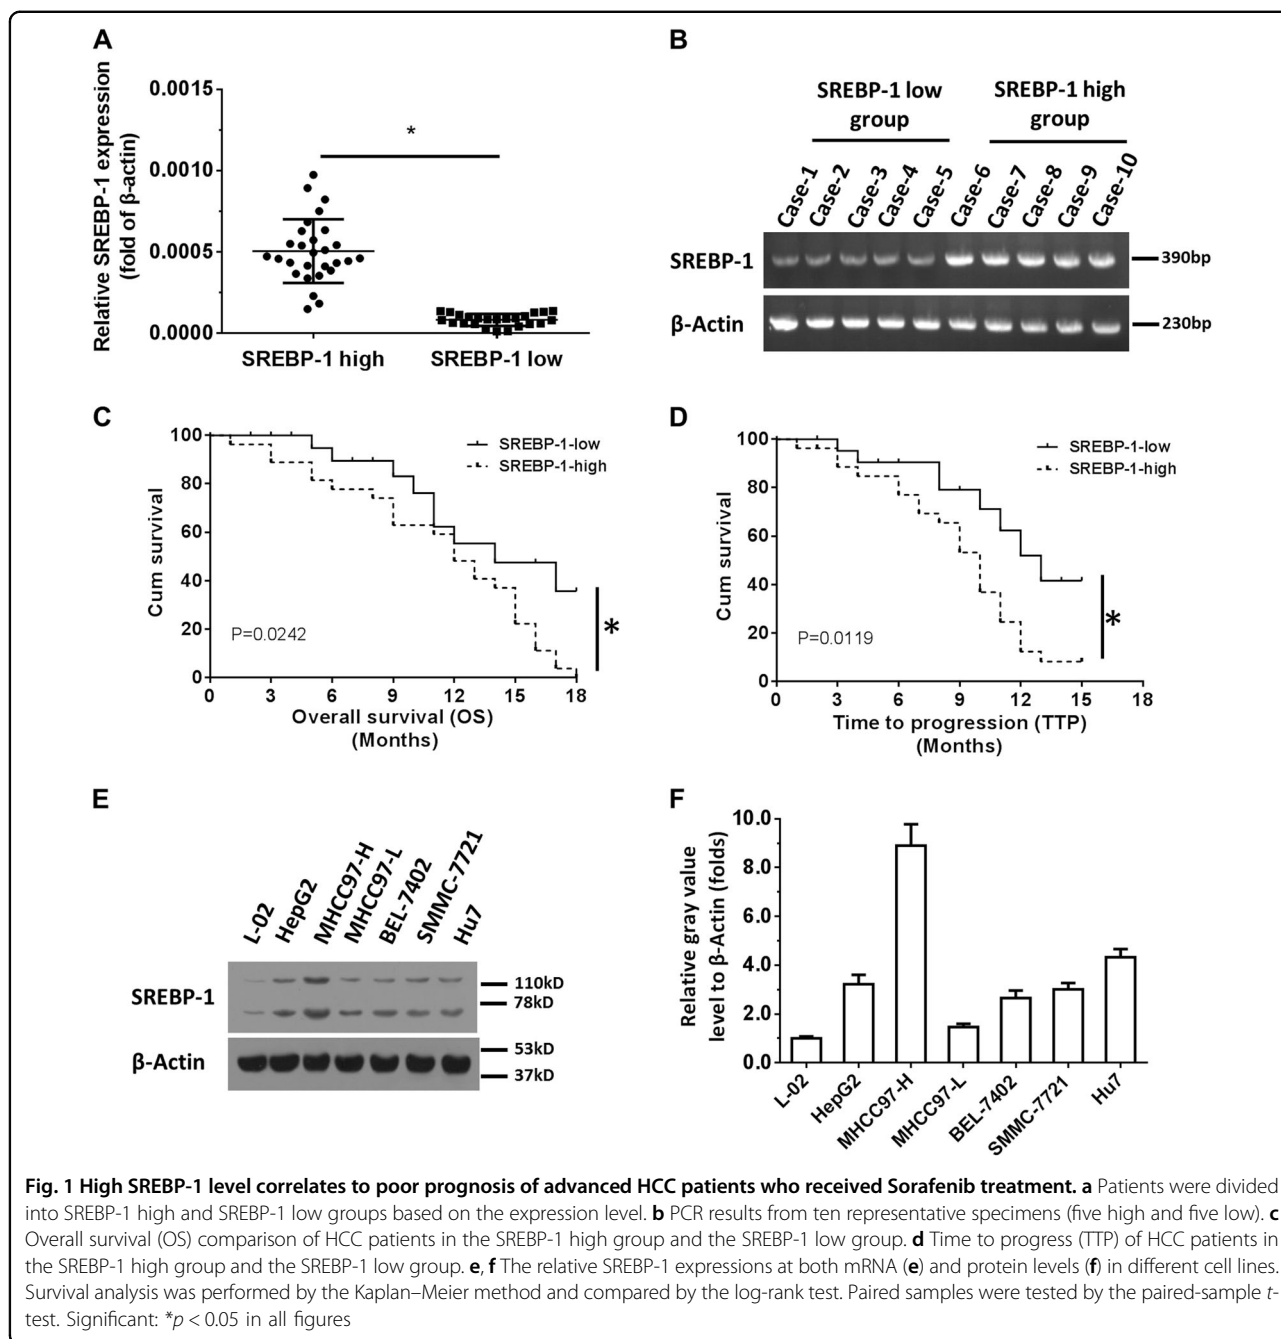 A
Relative SREBP-1 expression
(fold of β-actin)
0.0015
0.0010
0.0005
0.0000
*
SREBP-1 high
SREBP-1 low
B
SREBP-1 low
group
SREBP-1 high
group
Case-1
Case-2
Case-3
Case-4
Case-5
Case-6
Case-7
Case-8
Case-9
Case-10
SREBP-1
390bp
β-Actin
230bp
C
Cum survival
100
80
60
40
20
0
SREBP-1-low
SREBP-1-high
P=0.0242
*
0 3 6 9 12 15 18
Overall survival (OS)
(Months)
D
Cum survival
100
80
60
40
20
0
SREBP-1-low
SREBP-1-high
P=0.0119
*
0 3 6 9 12 15 18
Time to progression (TTP)
(Months)
E
L-02
HepG2
MHCC97-H
MHCC97-L
BEL-7402
SMMC-7721
Hu7
SREBP-1
110kD
78kD
β-Actin
53kD
37kD
F
Relative gray value
level to β-Actin (folds)
10.0
8.0
6.0
4.0
2.0
0.0
L-02
HepG2
MHCC97-H
MHCC97-L
BEL-7402
SMMC-7721
Hu7
Fig. 1 High SREBP-1 level correlates to poor prognosis of advanced HCC patients who received Sorafenib treatment. a Patients were divided
into SREBP-1 high and SREBP-1 low groups based on the expression level. b PCR results from ten representative specimens (five high and five low). c
Overall survival (OS) comparison of HCC patients in the SREBP-1 high group and the SREBP-1 low group. d Time to progress (TTP) of HCC patients in
the SREBP-1 high group and the SREBP-1 low group. e, f The relative SREBP-1 expressions at both mRNA (e) and protein levels (f) in different cell lines.
Survival analysis was performed by the Kaplan–Meier method and compared by the log-rank test. Paired samples were tested by the paired-sample t-
test. Significant: *p < 0.05 in all figures